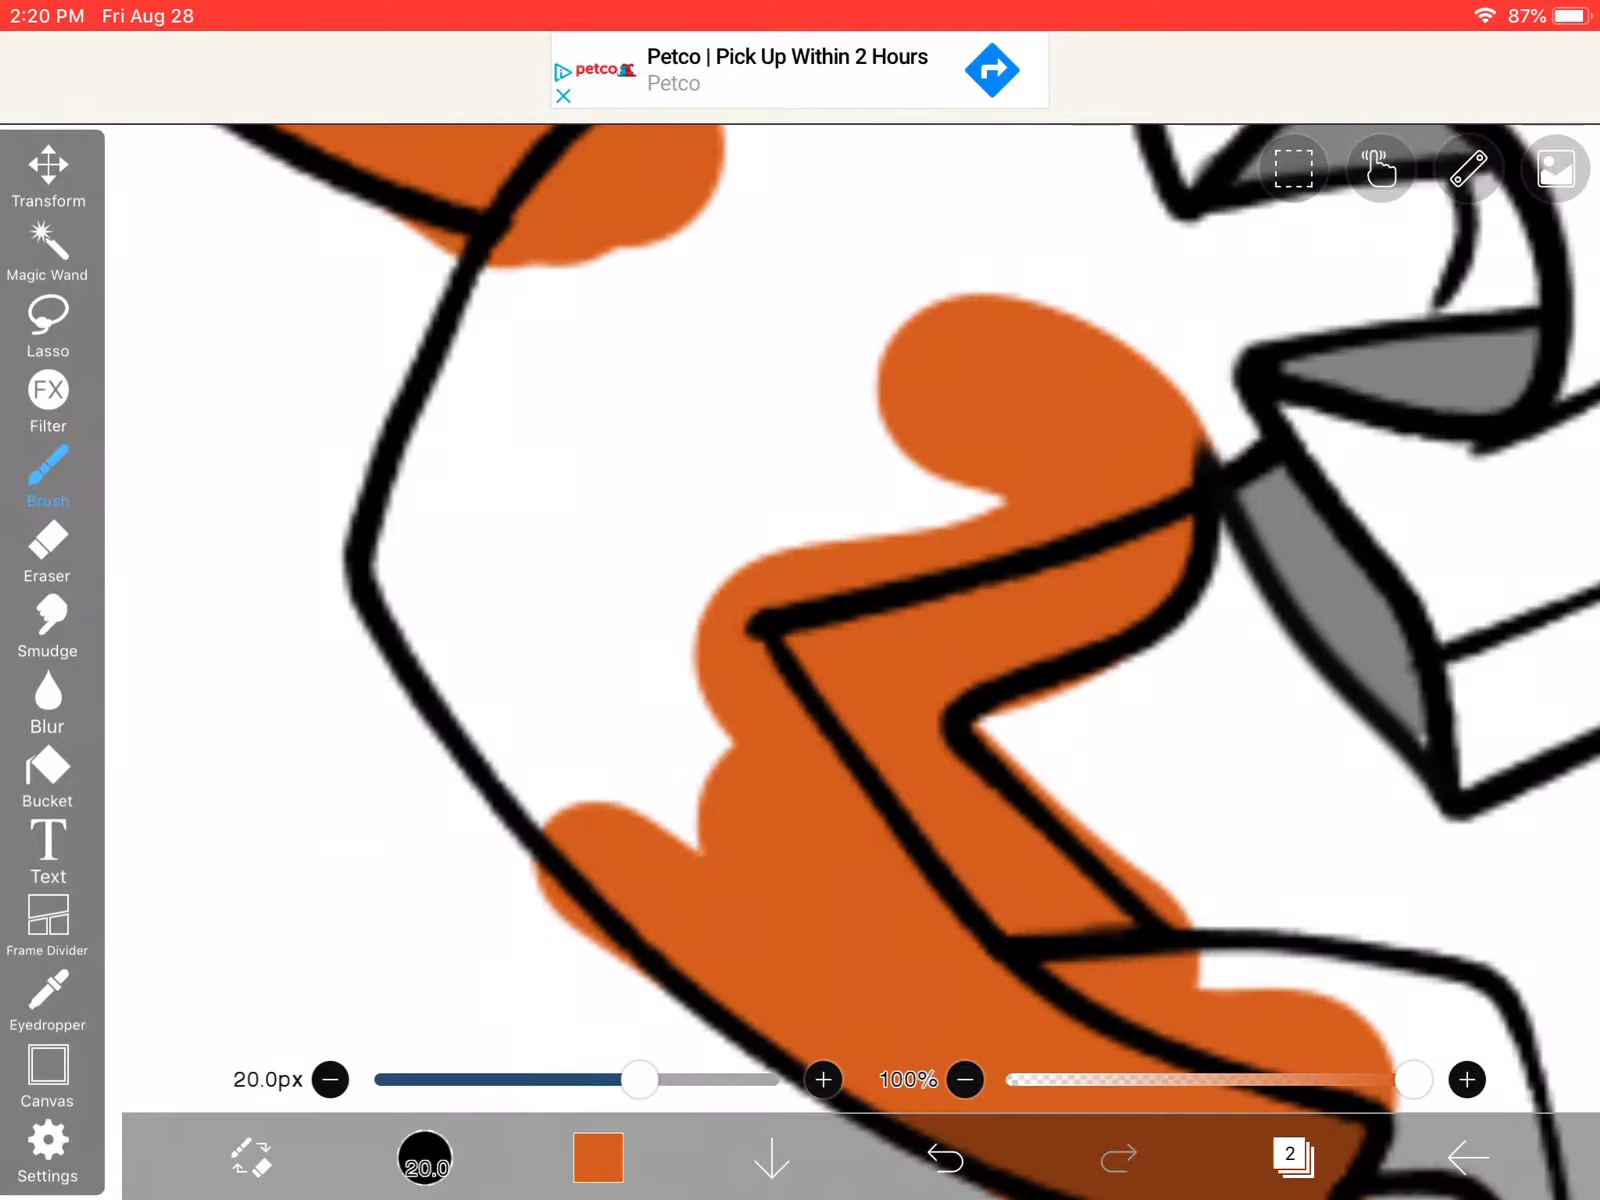 2:20 PM Fri Aug 28
87%
petco
Petco | Pick Up Within 2 Hours
Petco
Transform
Magic Wand
Lasso
FX
Filter
Brush
Eraser
Smudge
Blur
Bucket
T
Text
Frame Divider
Eyedropper
Canvas
Settings
20.0px
100%
20.0
2